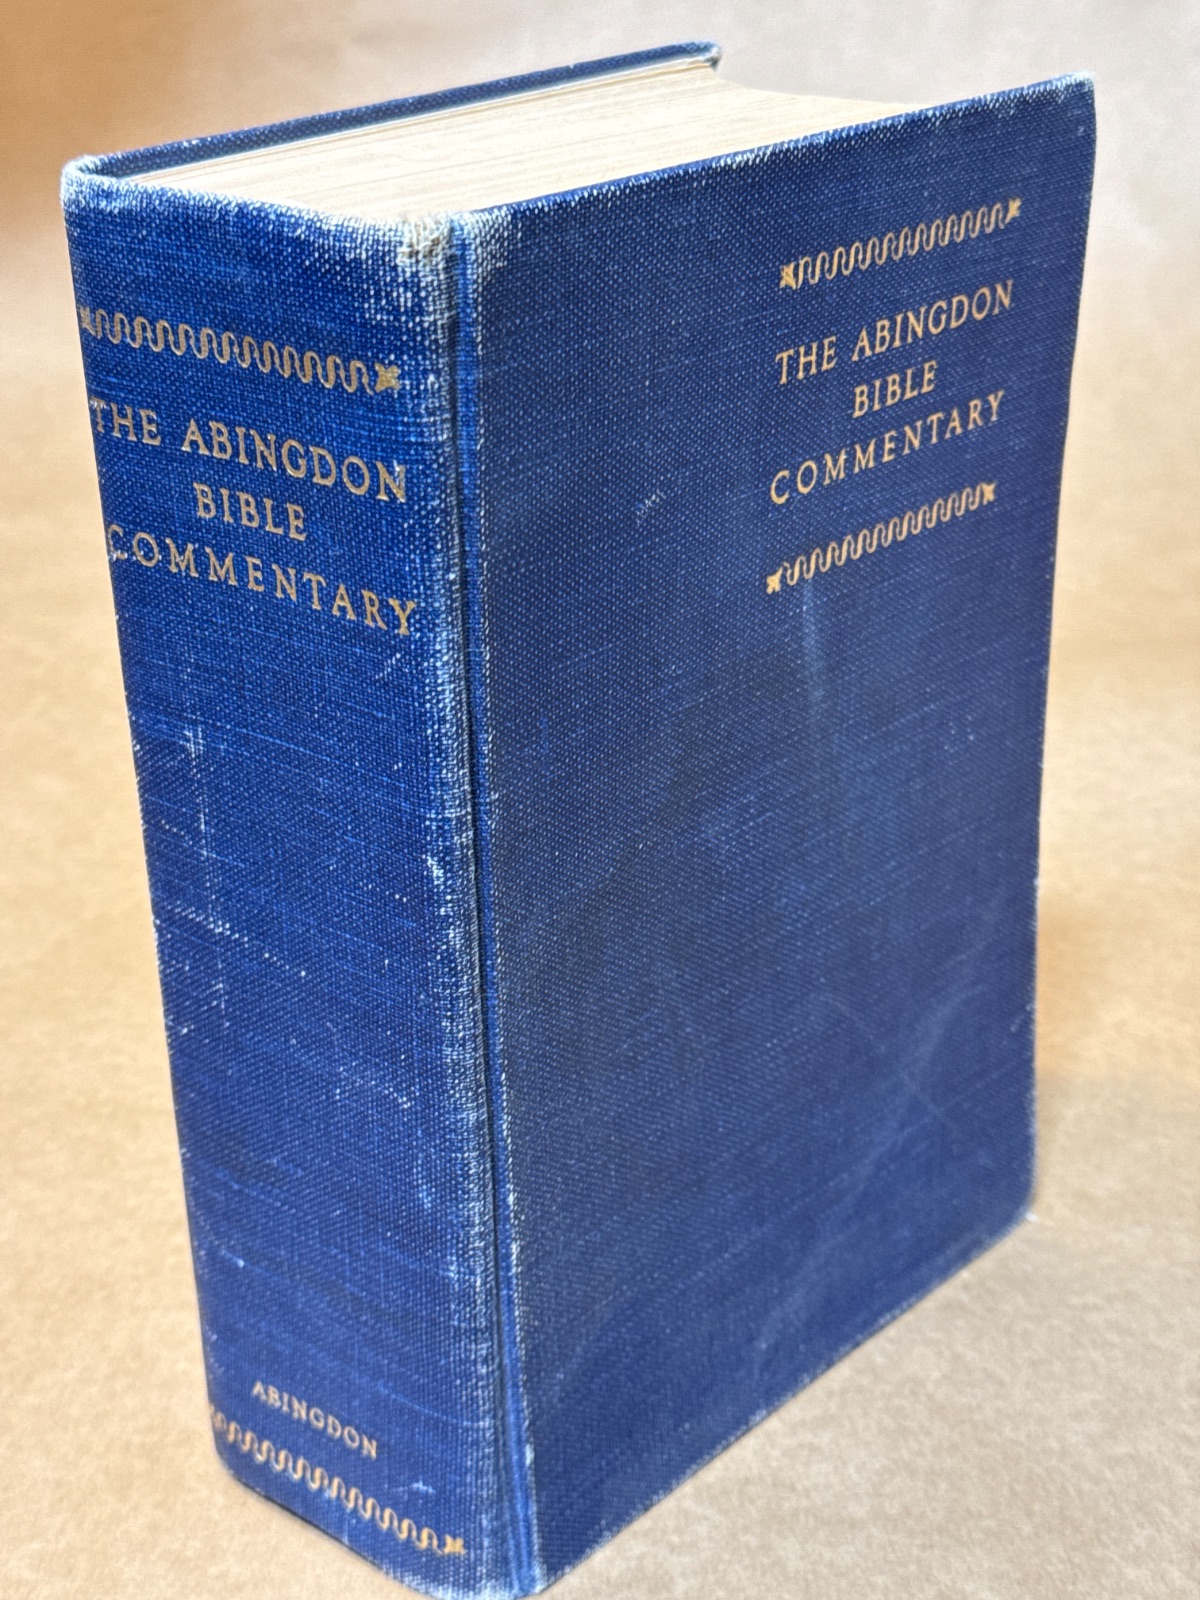 THE ABINGDON
BIBLE
COMMENTARY
ABINGDON
THE ABINGDON
BIBLE
COMMENTARY